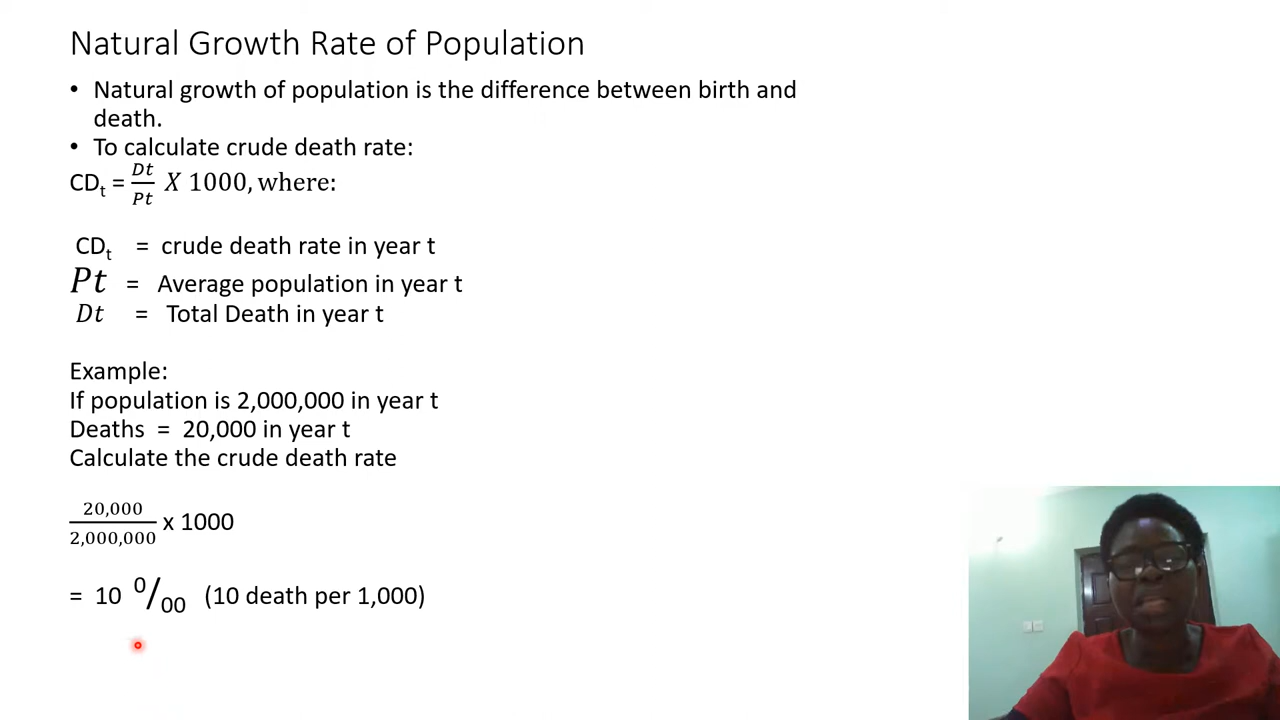 Natural Growth Rate of Population
• Natural growth of population is the difference between birth and
death.
• To calculate crude death rate:
CDt = Dt/Pt X 1000, where:
CDt = crude death rate in year t
Pt = Average population in year t
Dt = Total Death in year t
Example:
If population is 2,000,000 in year t
Deaths = 20,000 in year t
Calculate the crude death rate
20,000/2,000,000 x 1000
= 10 0/00 (10 death per 1,000)